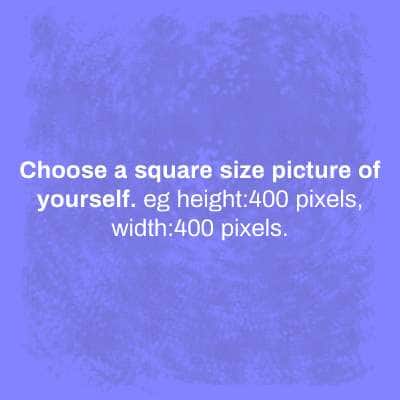 Choose a square size picture of
yourself. eg height:400 pixels,
width:400 pixels.